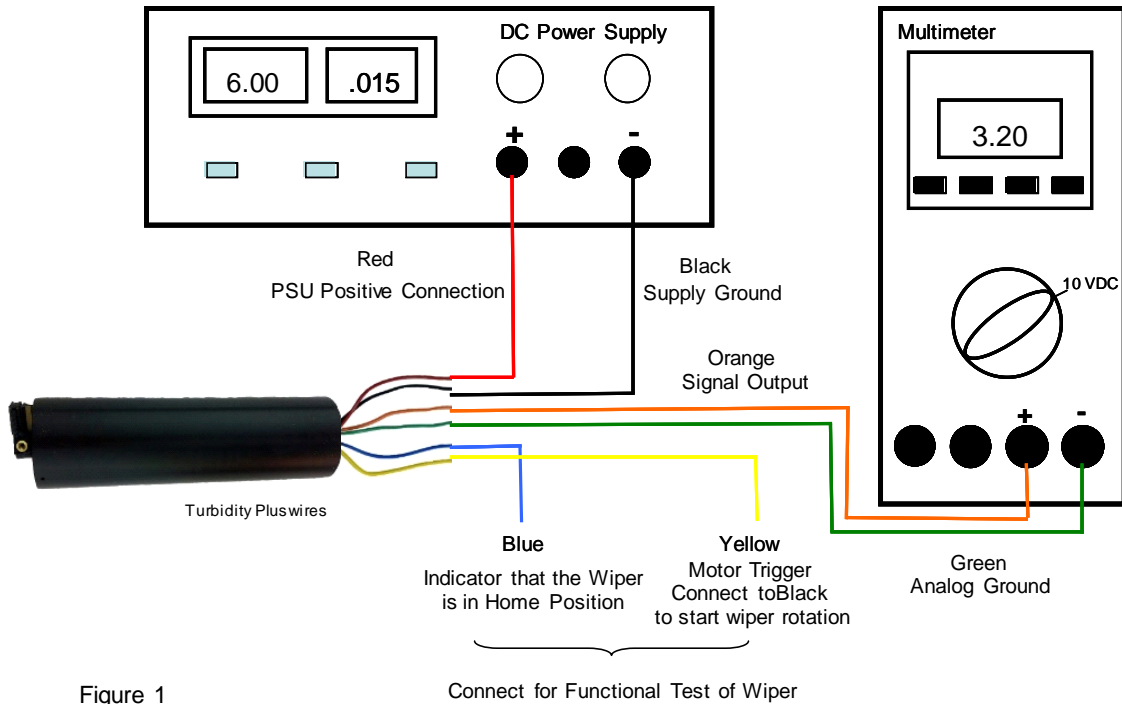 DC Power Supply
6.00
.015
+
-
Multimeter
3.20
10 VDC
+
-
Red
PSU Positive Connection
Black
Supply Ground
Orange
Signal Output
Turbidity Pluswires
Blue
Indicator that the Wiper
is in Home Position
Yellow
Motor Trigger
Connect toBlack
to start wiper rotation
Green
Analog Ground
Figure 1
Connect for Functional Test of Wiper